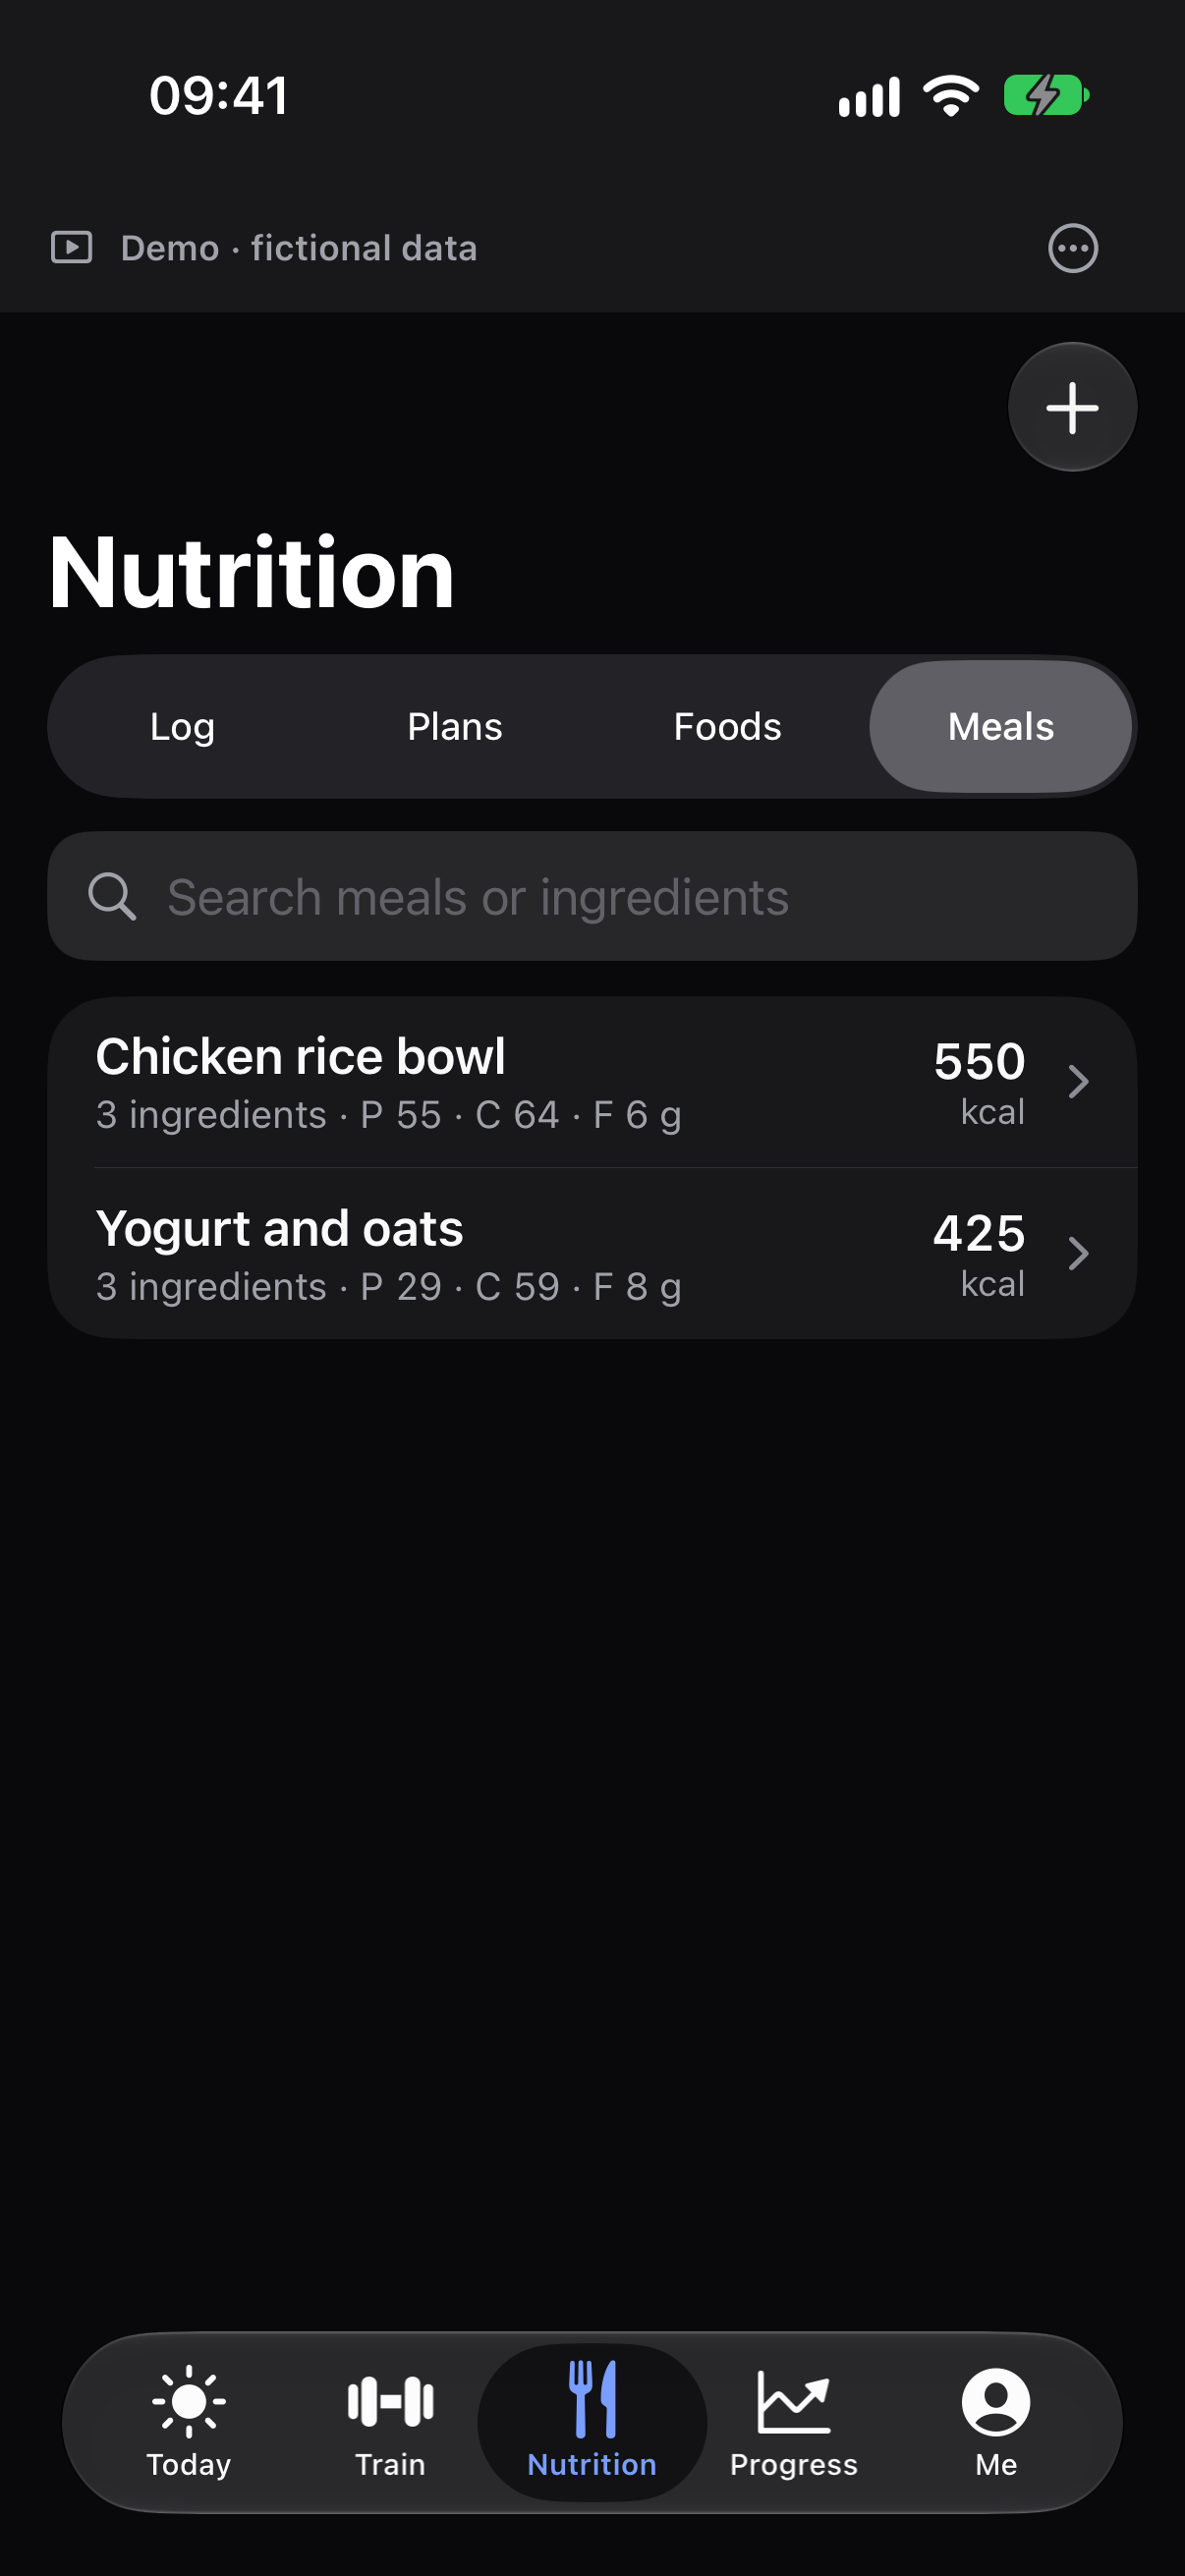 09:41
Demo · fictional data
Nutrition
Log Plans Foods Meals
Search meals or ingredients
Chicken rice bowl
3 ingredients · P 55 · C 64 · F 6 g
550
kcal
Yogurt and oats
3 ingredients · P 29 · C 59 · F 8 g
425
kcal
Today Train Nutrition Progress Me